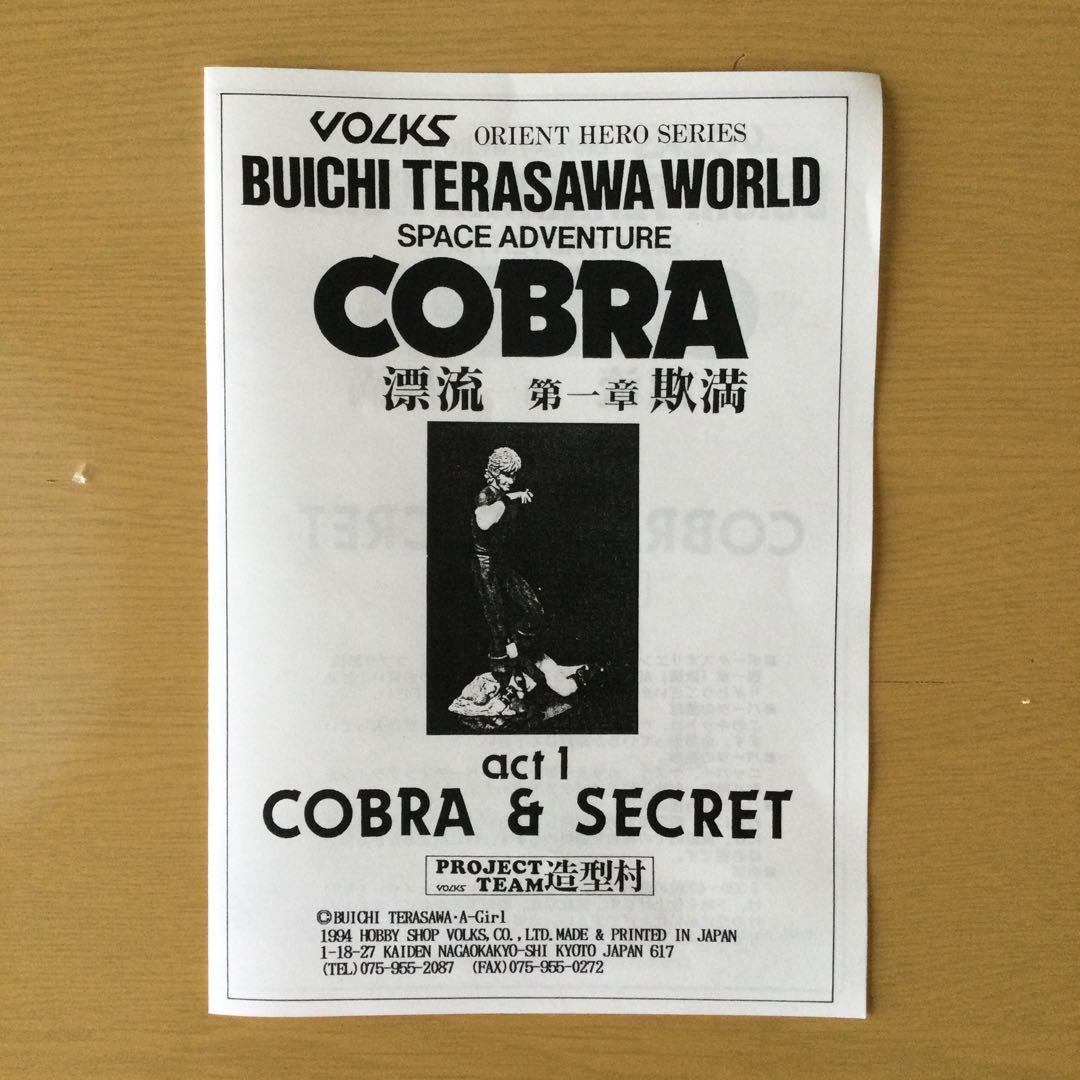 VOLKS ORIENT HERO SERIES
BUICHI TERASAWA WORLD
SPACE ADVENTURE
COBRA
漂流 第一章 欺満
act 1
COBRA & SECRET
PROJECT TEAM VOLKS 造型村
©BUICHI TERASAWA・A-Girl
1994 HOBBY SHOP VOLKS, CO., LTD. MADE & PRINTED IN JAPAN
1-18-27 KAIDEN NAGAOKAKYO-SHI KYOTO JAPAN 617
(TEL)075-955-2087 (FAX)075-955-0272